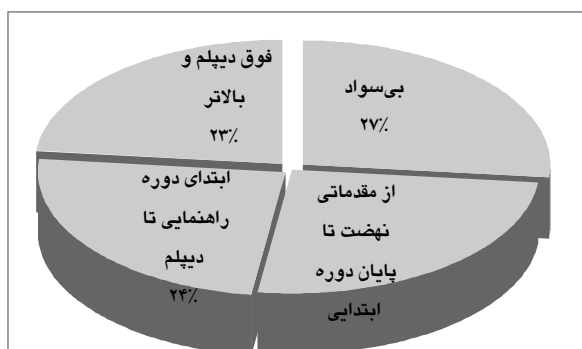 بی‌سواد
۲۷٪
از مقدماتی
نهضت تا
پایان دوره
ابتدایی
ابتدای دوره
راهنمایی تا
دیپلم
۲۴٪
فوق دیپلم و
بالاتر
۲۳٪